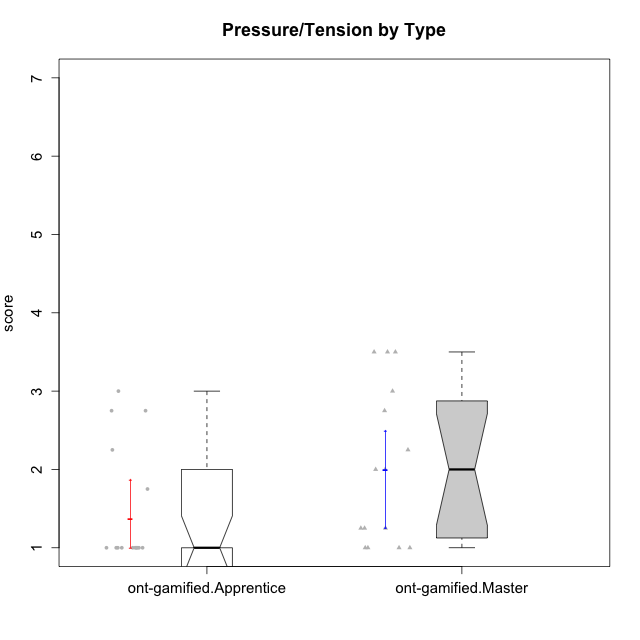 Pressure/Tension by Type
7
6
5
4
3
2
1
score
ont-gamified.Apprentice
ont-gamified.Master